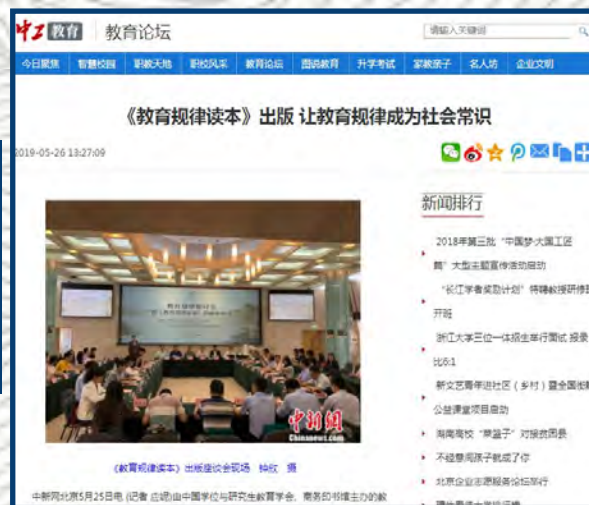 中工教育
教育论坛
请输入关键词
今日聚焦 智慧校园 职教天地 职校风采 教育论坛 图说教育 升学考试 家教亲子 名人坊 企业文明
《教育规律读本》出版 让教育规律成为社会常识
2019-05-26 13:27:09
新闻排行
2018年第三批“中国梦·大国工匠
篇”大型主题宣传活动启动
“长江学者奖励计划”特聘教授研修班
开班
浙江大学三位一体招生举行面试 报录
比6:1
新文艺青年进社区（乡村）暨全国街舞
公益课堂项目启动
湖南高校“菜篮子”对接贫困县
不经意间孩子就成了你
北京企业志愿服务论坛举行
中新网
Chinanews.com
《教育规律读本》出版座谈会现场 钟欣 摄
中新网北京5月25日电 (记者 应妮)由中国学位与研究生教育学会、商务印书馆主办的教